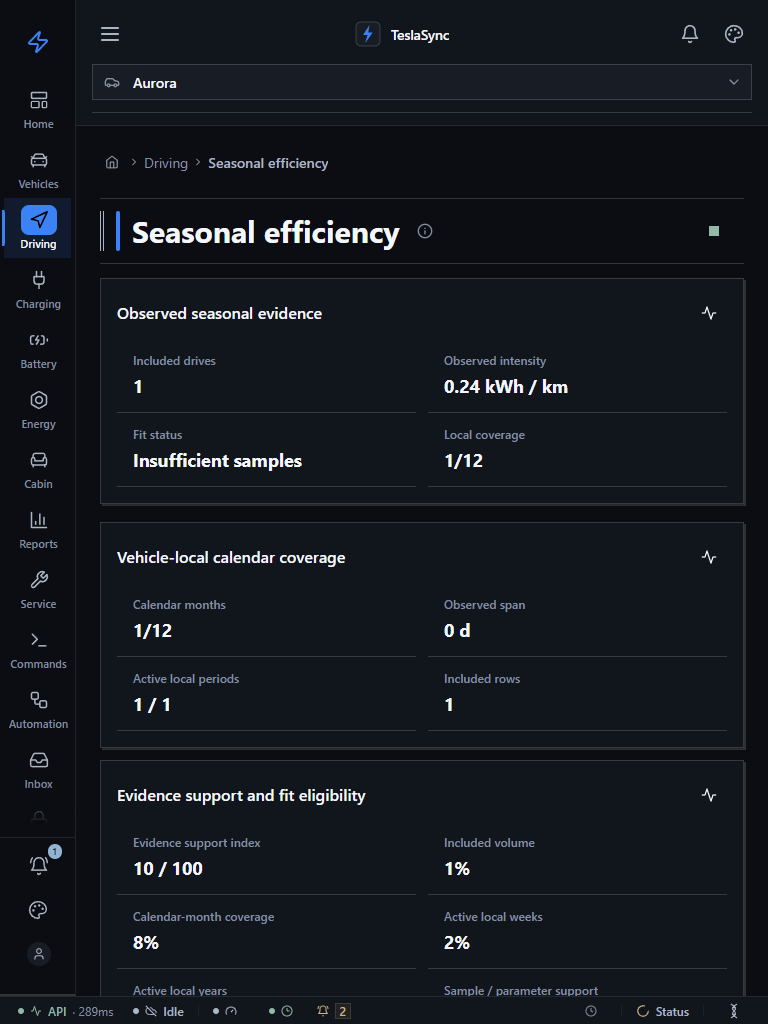 TeslaSync
Aurora
Home
Vehicles
Driving
Charging
Battery
Energy
Cabin
Reports
Service
Commands
Automation
Inbox
1
Driving
Seasonal efficiency
Seasonal efficiency
Observed seasonal evidence
Included drives
1
Observed intensity
0.24 kWh / km
Fit status
Insufficient samples
Local coverage
1/12
Vehicle-local calendar coverage
Calendar months
1/12
Observed span
0 d
Active local periods
1 / 1
Included rows
1
Evidence support and fit eligibility
Evidence support index
10 / 100
Included volume
1%
Calendar-month coverage
8%
Active local weeks
2%
Active local years
Sample / parameter support
API · 289ms
Idle
2
Status